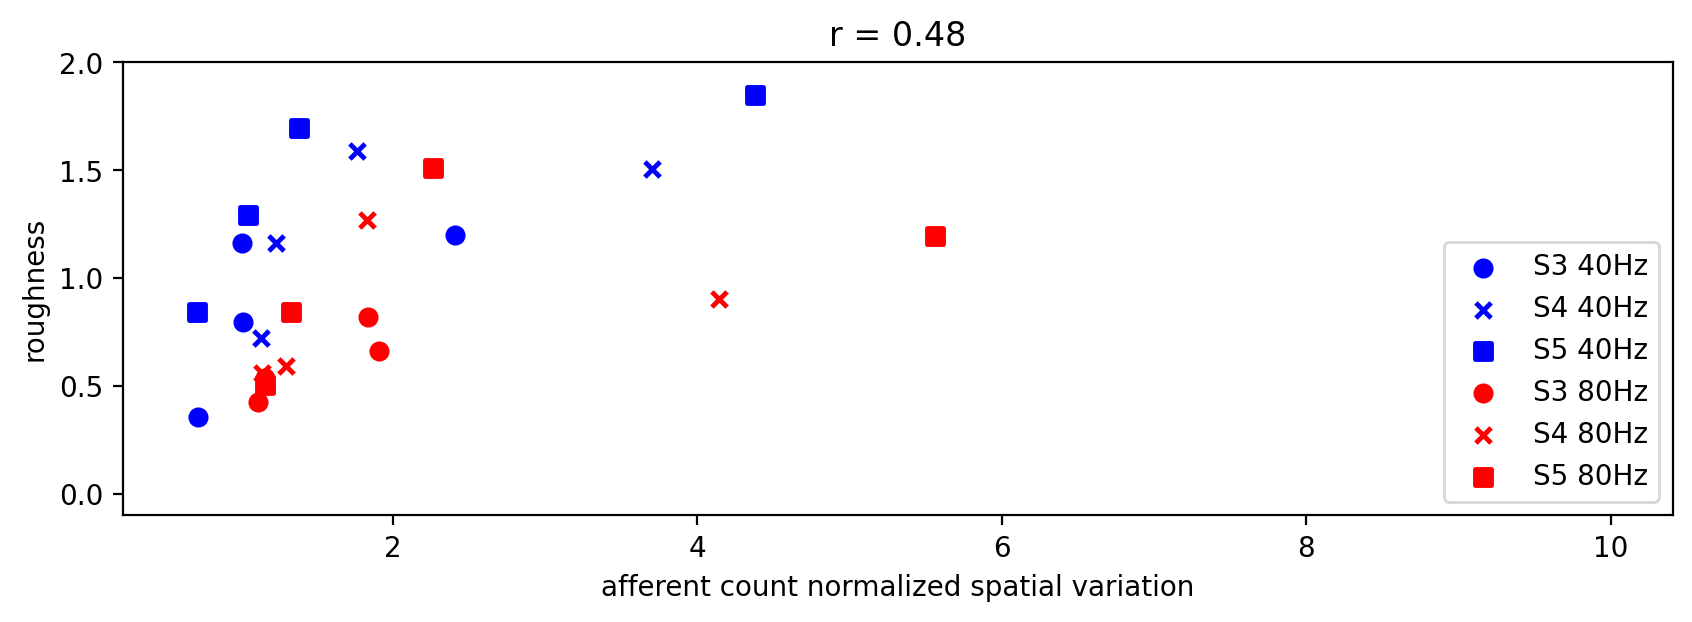 r = 0.48
2.0
1.5
1.0
0.5
0.0
roughness
S3 40Hz
S4 40Hz
S5 40Hz
S3 80Hz
S4 80Hz
S5 80Hz
2 4 6 8 10
afferent count normalized spatial variation